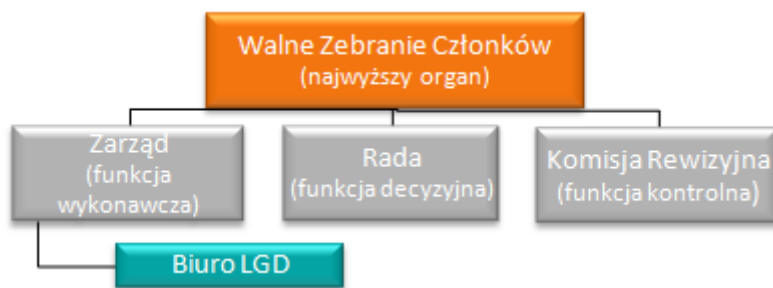 Walne Zebranie Członków
(najwyższy organ)
Zarząd
(funkcja
wykonawcza)
Rada
(funkcja decyzyjna)
Komisja Rewizyjna
(funkcja kontrolna)
Biuro LGD